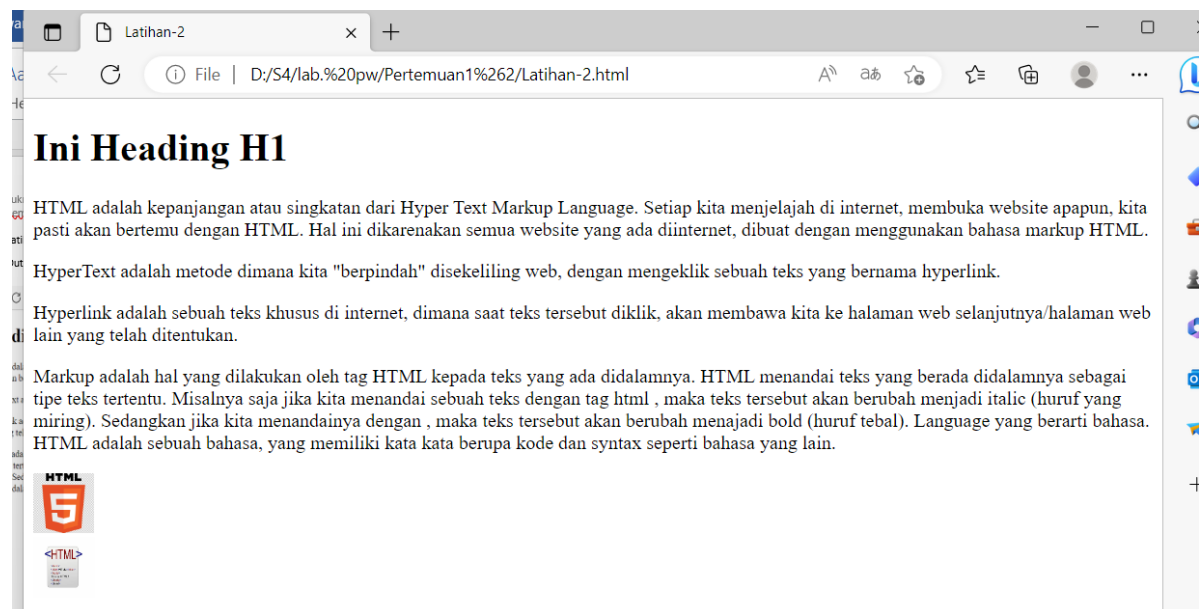 Latihan-2
File
D:/S4/lab.%20pw/Pertemuan1%262/Latihan-2.html
Ini Heading H1
HTML adalah kepanjangan atau singkatan dari Hyper Text Markup Language. Setiap kita menjelajah di internet, membuka website apapun, kita
pasti akan bertemu dengan HTML. Hal ini dikarenakan semua website yang ada diinternet, dibuat dengan menggunakan bahasa markup HTML.
HyperText adalah metode dimana kita "berpindah" disekeliling web, dengan mengeklik sebuah teks yang bernama hyperlink.
Hyperlink adalah sebuah teks khusus di internet, dimana saat teks tersebut diklik, akan membawa kita ke halaman web selanjutnya/halaman web
lain yang telah ditentukan.
Markup adalah hal yang dilakukan oleh tag HTML kepada teks yang ada didalamnya. HTML menandai teks yang berada didalamnya sebagai
tipe teks tertentu. Misalnya saja jika kita menandai sebuah teks dengan tag html , maka teks tersebut akan berubah menjadi italic (huruf yang
miring). Sedangkan jika kita menandainya dengan , maka teks tersebut akan berubah menajadi bold (huruf tebal). Language yang berarti bahasa.
HTML adalah sebuah bahasa, yang memiliki kata kata berupa kode dan syntax seperti bahasa yang lain.
HTML
5
<HTML>